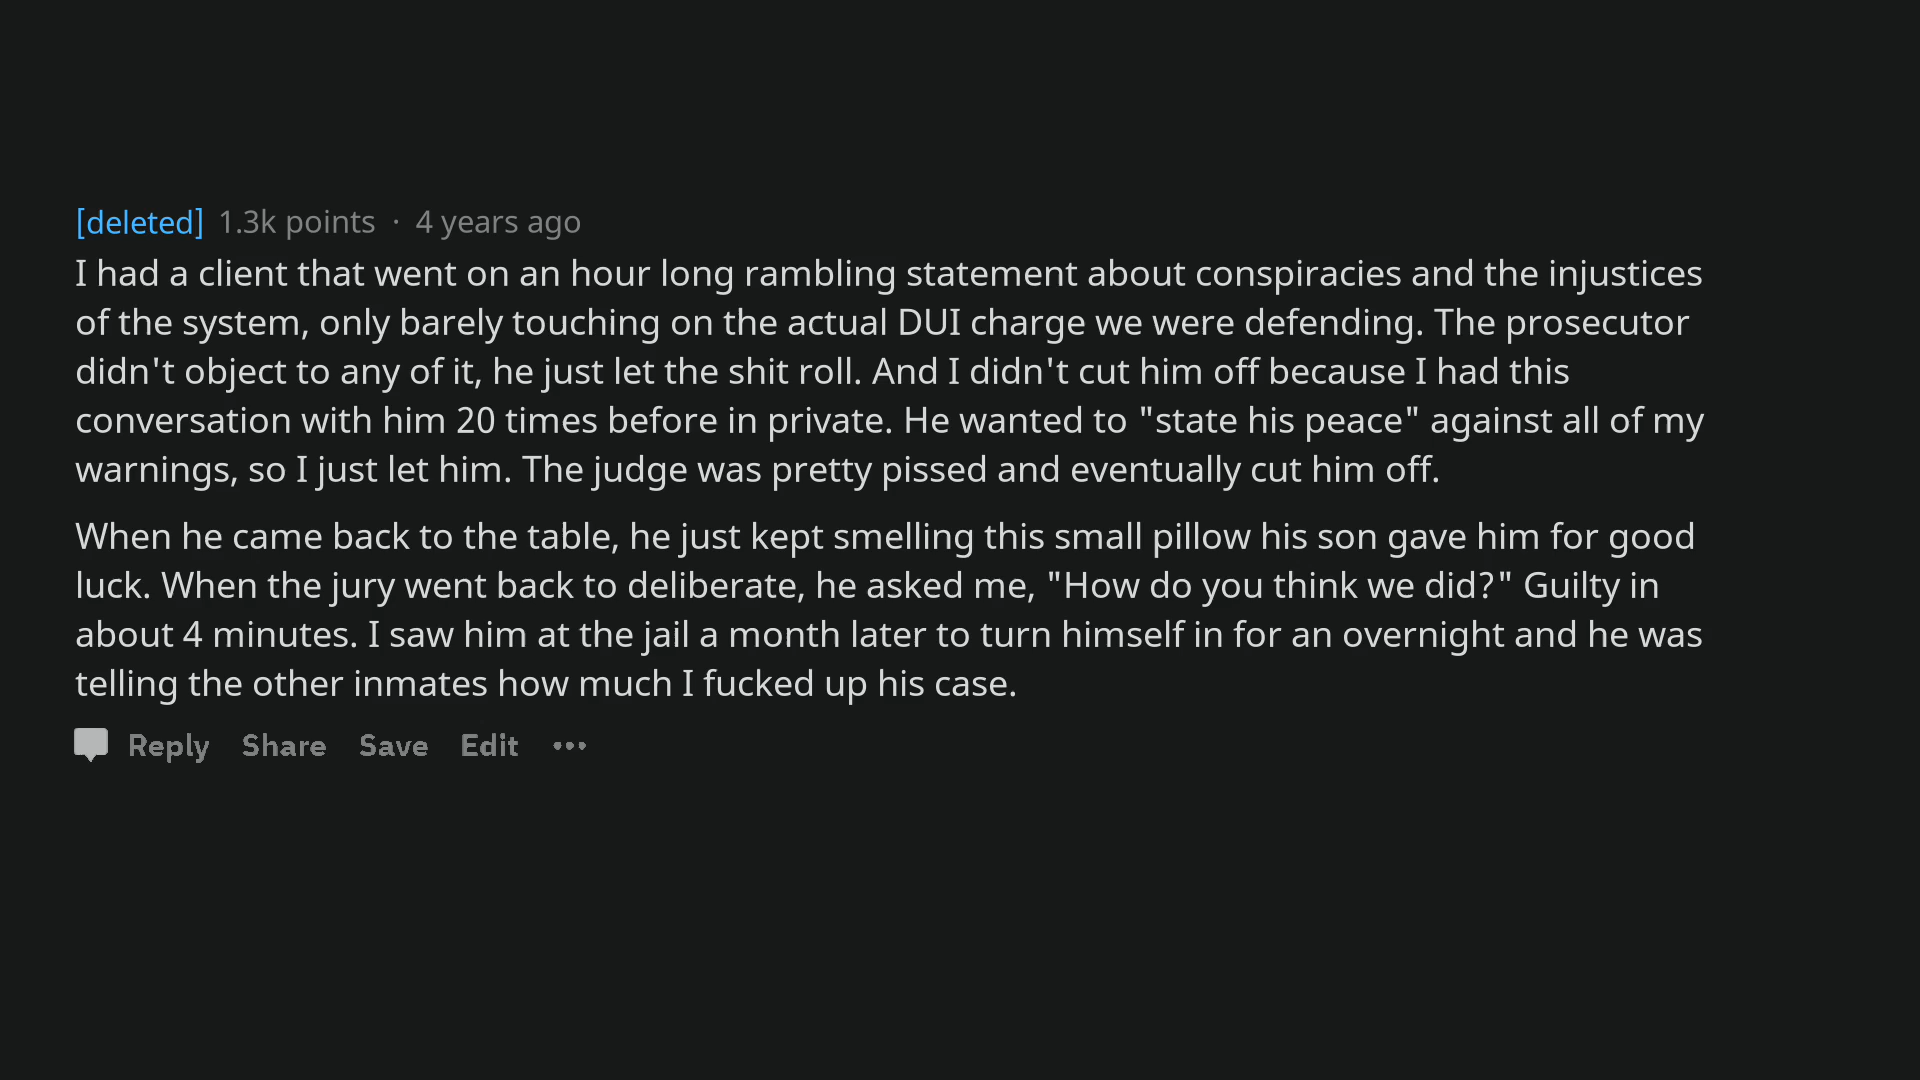 [deleted] 1.3k points · 4 years ago
I had a client that went on an hour long rambling statement about conspiracies and the injustices
of the system, only barely touching on the actual DUI charge we were defending. The prosecutor
didn't object to any of it, he just let the shit roll. And I didn't cut him off because I had this
conversation with him 20 times before in private. He wanted to "state his peace" against all of my
warnings, so I just let him. The judge was pretty pissed and eventually cut him off.
When he came back to the table, he just kept smelling this small pillow his son gave him for good
luck. When the jury went back to deliberate, he asked me, "How do you think we did?" Guilty in
about 4 minutes. I saw him at the jail a month later to turn himself in for an overnight and he was
telling the other inmates how much I fucked up his case.
Reply Share Save Edit •••